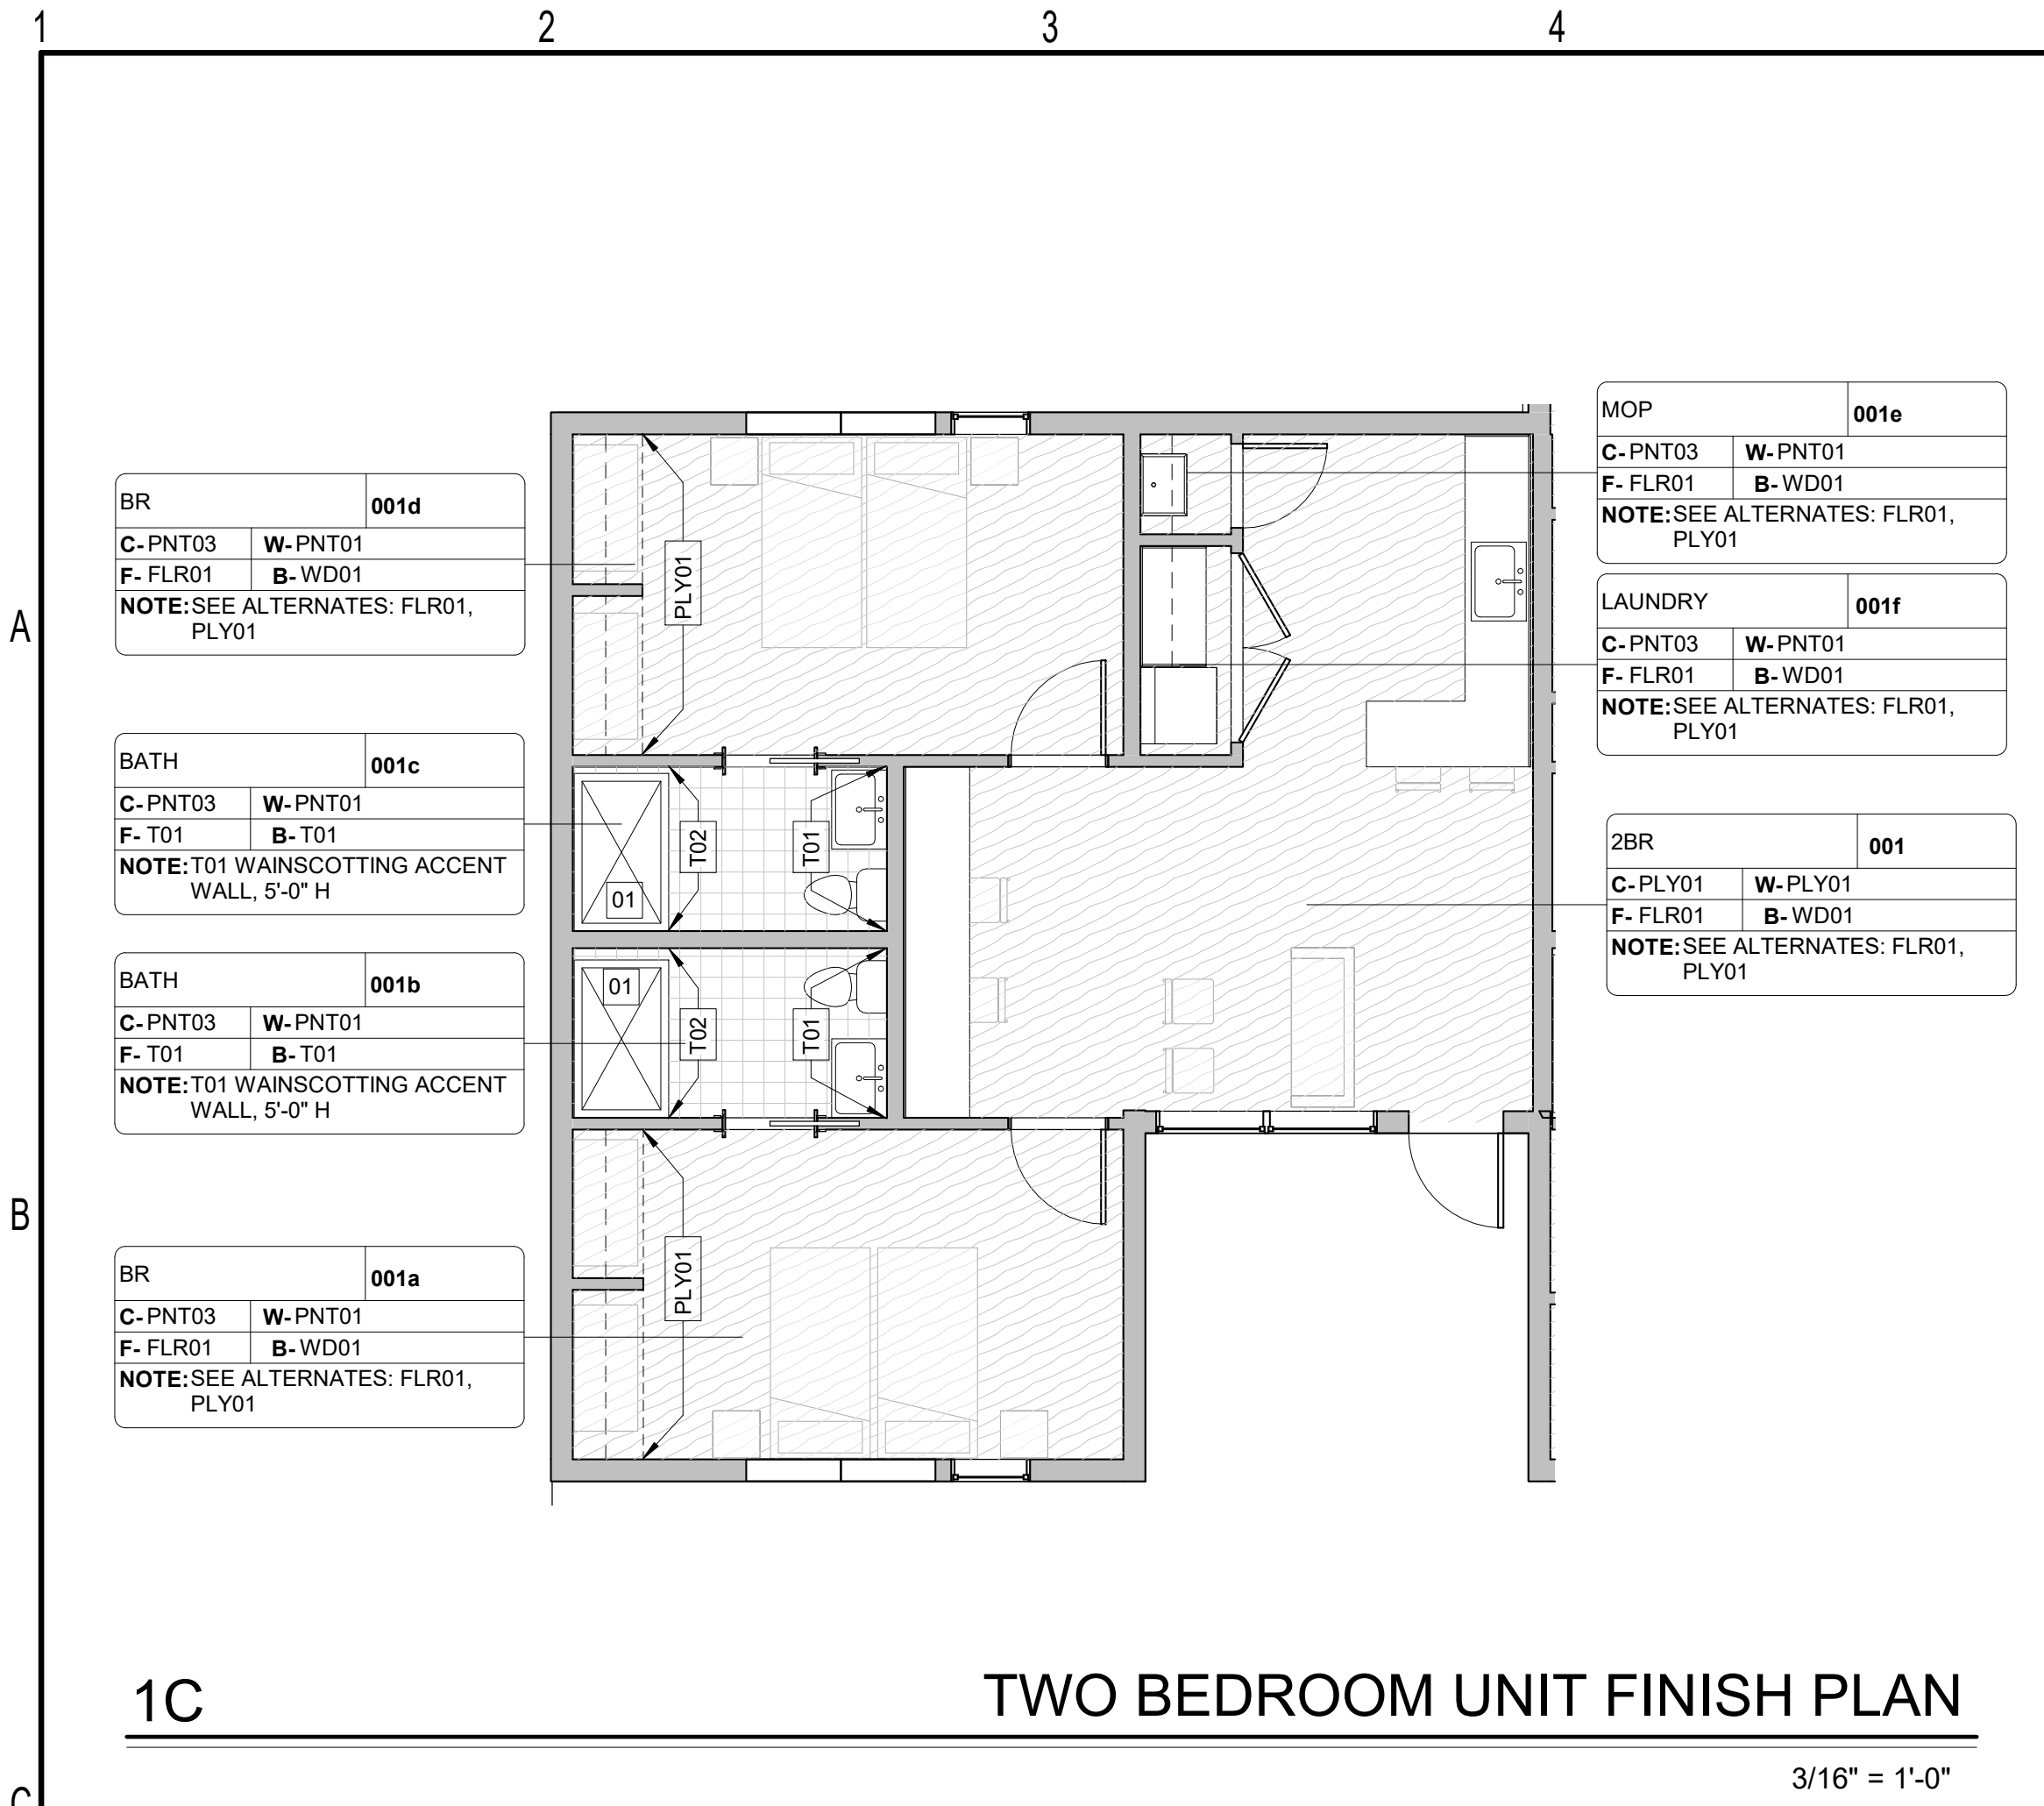 1 2 3 4
A
B
C
MOP 001e
C- PNT03 W- PNT01
F- FLR01 B- WD01
NOTE: SEE ALTERNATES: FLR01,
PLY01
BR 001d
C- PNT03 W- PNT01
F- FLR01 B- WD01
NOTE: SEE ALTERNATES: FLR01,
PLY01
LAUNDRY 001f
C- PNT03 W- PNT01
F- FLR01 B- WD01
NOTE: SEE ALTERNATES: FLR01,
PLY01
BATH 001c
C- PNT03 W- PNT01
F- T01 B- T01
NOTE: T01 WAINSCOTTING ACCENT
WALL, 5'-0" H
2BR 001
C- PLY01 W- PLY01
F- FLR01 B- WD01
NOTE: SEE ALTERNATES: FLR01,
PLY01
BATH 001b
C- PNT03 W- PNT01
F- T01 B- T01
NOTE: T01 WAINSCOTTING ACCENT
WALL, 5'-0" H
BR 001a
C- PNT03 W- PNT01
F- FLR01 B- WD01
NOTE: SEE ALTERNATES: FLR01,
PLY01
PLY01
T02
T01
01
01
T02
T01
PLY01
1C
TWO BEDROOM UNIT FINISH PLAN
3/16" = 1'-0"